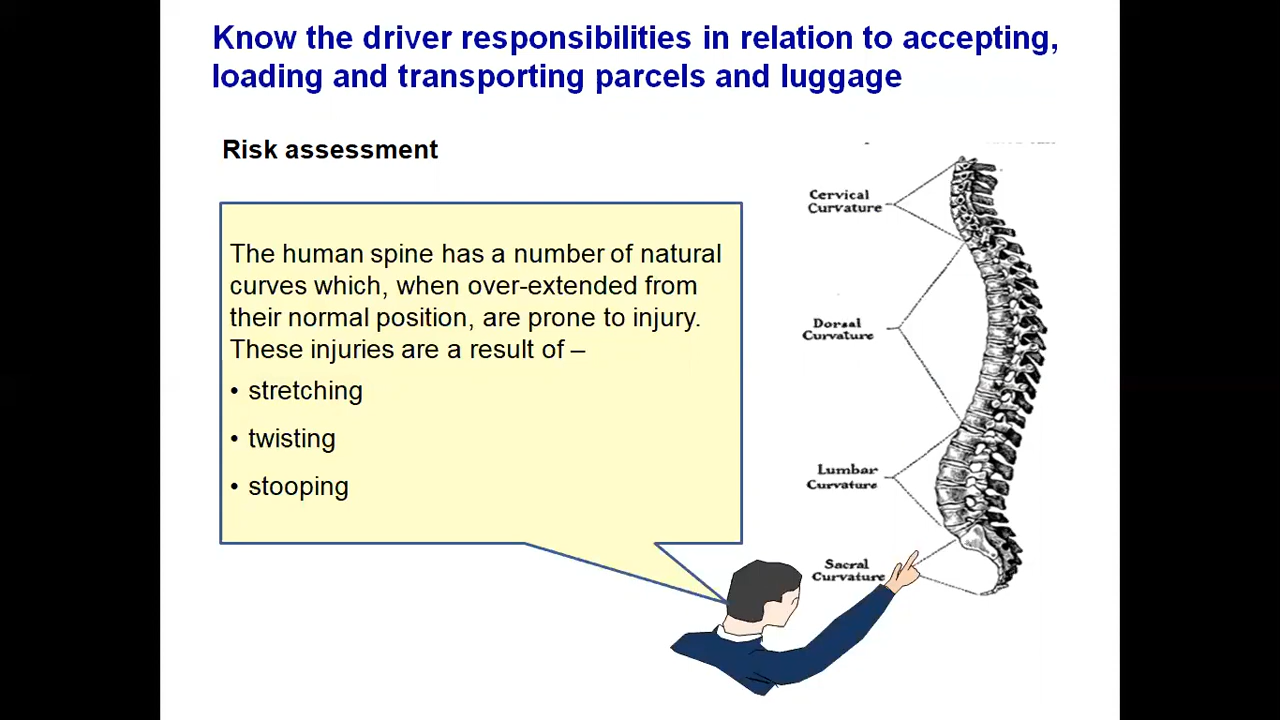 Know the driver responsibilities in relation to accepting,
loading and transporting parcels and luggage
Risk assessment
The human spine has a number of natural
curves which, when over-extended from
their normal position, are prone to injury.
These injuries are a result of –
• stretching
• twisting
• stooping
Cervical
Curvature
Dorsal
Curvature
Lumbar
Curvature
Sacral
Curvature